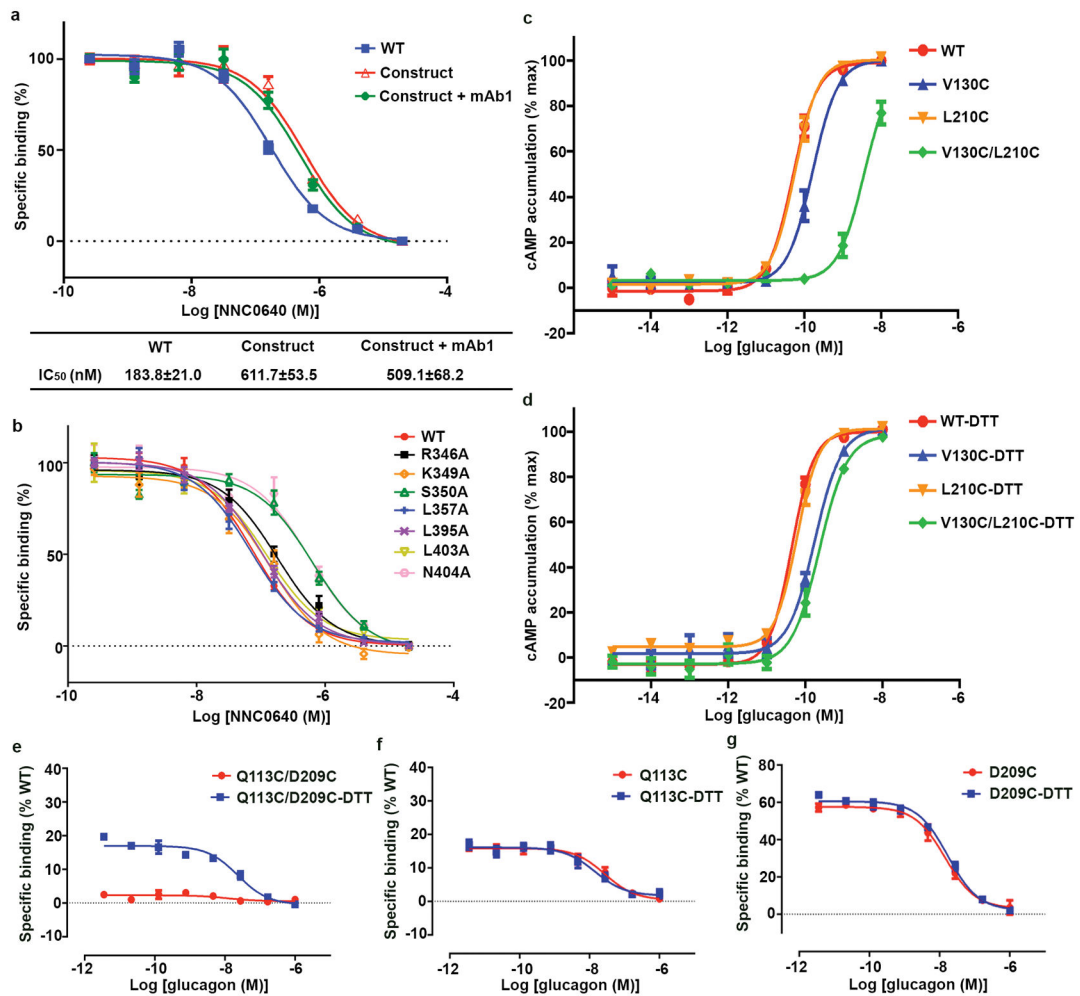 a
Specific binding (%)
100
50
0
-10
-8
-6
-4
Log [NNC0640 (M)]
WT
Construct
Construct + mAb1
WT Construct Construct + mAb1
IC50 (nM) 183.8±21.0 611.7±53.5 509.1±68.2
b
Specific binding (%)
100
50
0
-10
-8
-6
-4
Log [NNC0640 (M)]
WT
R346A
K349A
S350A
L357A
L395A
L403A
N404A
c
cAMP accumulation (% max)
100
80
60
40
20
0
-20
-14
-12
-10
-8
-6
Log [glucagon (M)]
WT
V130C
L210C
V130C/L210C
d
cAMP accumulation (% max)
100
80
60
40
20
0
-20
-14
-12
-10
-8
-6
Log [glucagon (M)]
WT-DTT
V130C-DTT
L210C-DTT
V130C/L210C-DTT
e
Specific binding (% WT)
40
30
20
10
0
-10
-12
-10
-8
-6
Log [glucagon (M)]
Q113C/D209C
Q113C/D209C-DTT
f
Specific binding (% WT)
40
30
20
10
0
-10
-12
-10
-8
-6
Log [glucagon (M)]
Q113C
Q113C-DTT
g
Specific binding (% WT)
80
60
40
20
0
-12
-10
-8
-6
Log [glucagon (M)]
D209C
D209C-DTT